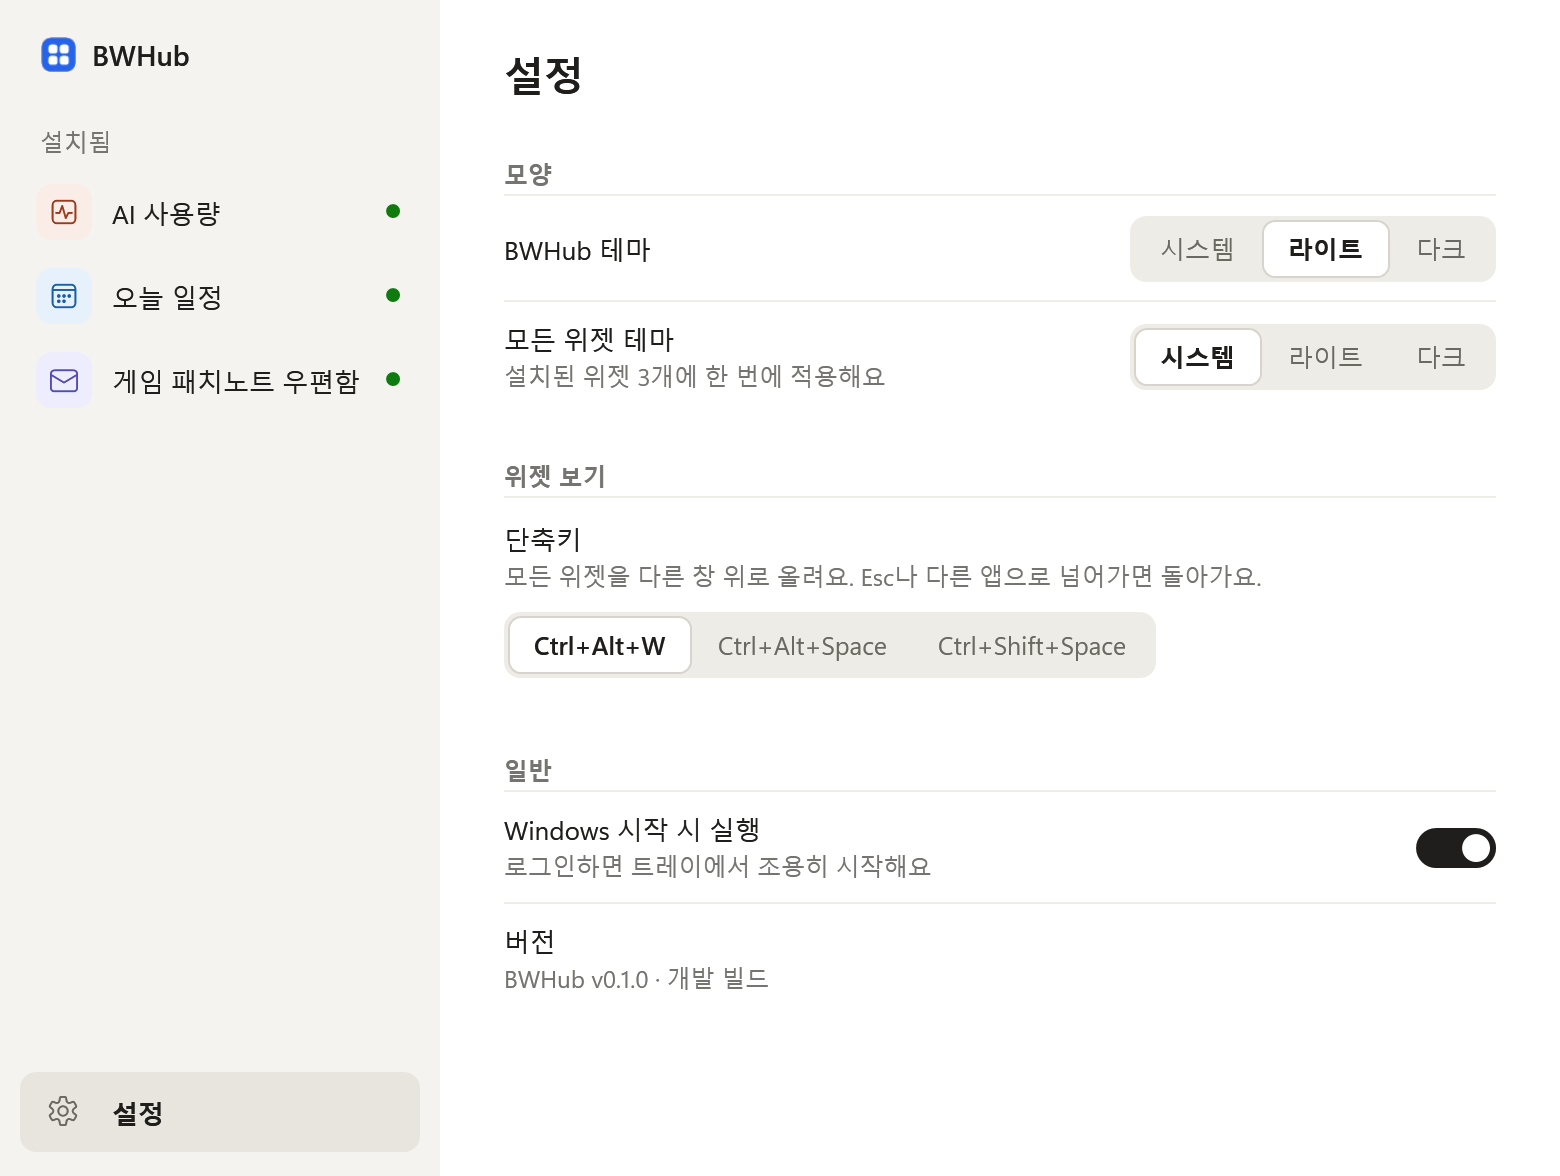 BWHub
설치됨
AI 사용량
오늘 일정
게임 패치노트 우편함
설정
설정
모양
BWHub 테마
시스템 라이트 다크
모든 위젯 테마
설치된 위젯 3개에 한 번에 적용해요
시스템 라이트 다크
위젯 보기
단축키
모든 위젯을 다른 창 위로 올려요. Esc나 다른 앱으로 넘어가면 돌아가요.
Ctrl+Alt+W Ctrl+Alt+Space Ctrl+Shift+Space
일반
Windows 시작 시 실행
로그인하면 트레이에서 조용히 시작해요
버전
BWHub v0.1.0 · 개발 빌드